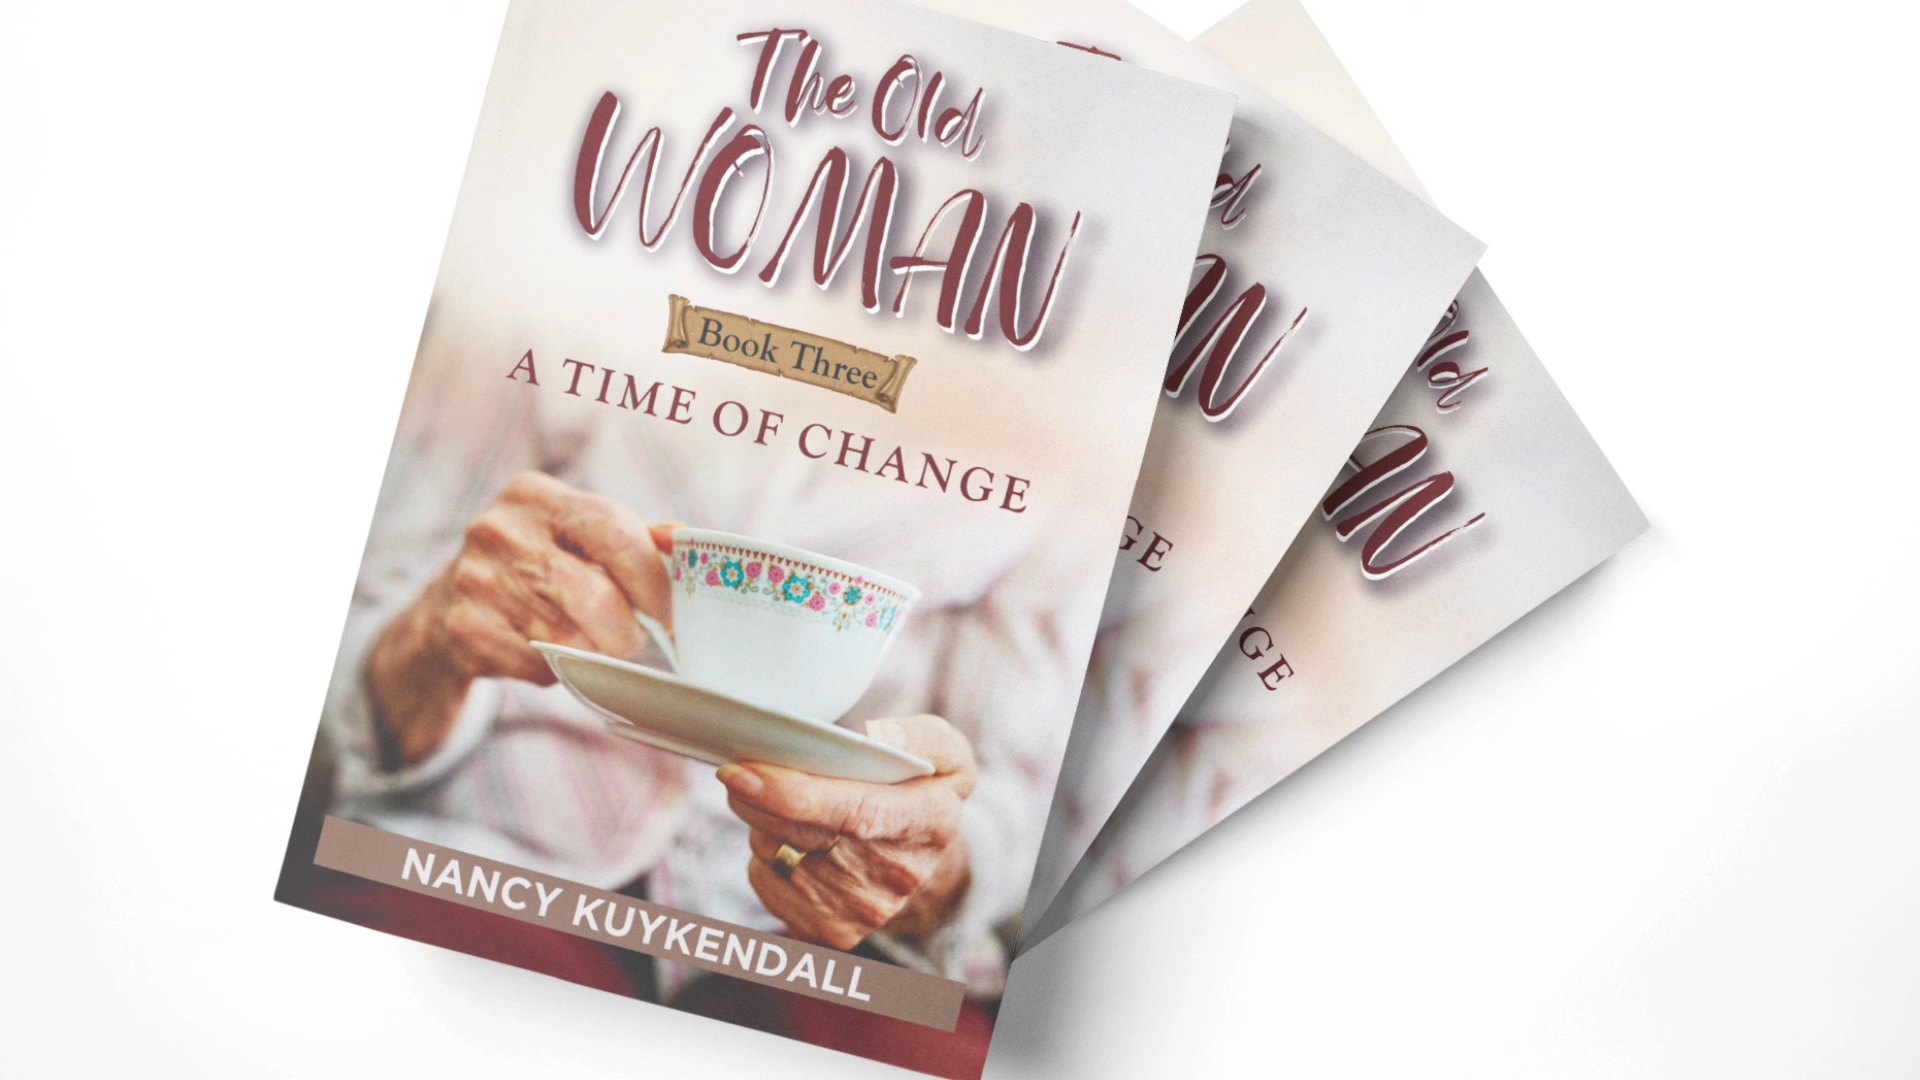 The Old
WOMAN
Book Three
A TIME OF CHANGE
NANCY KUYKENDALL